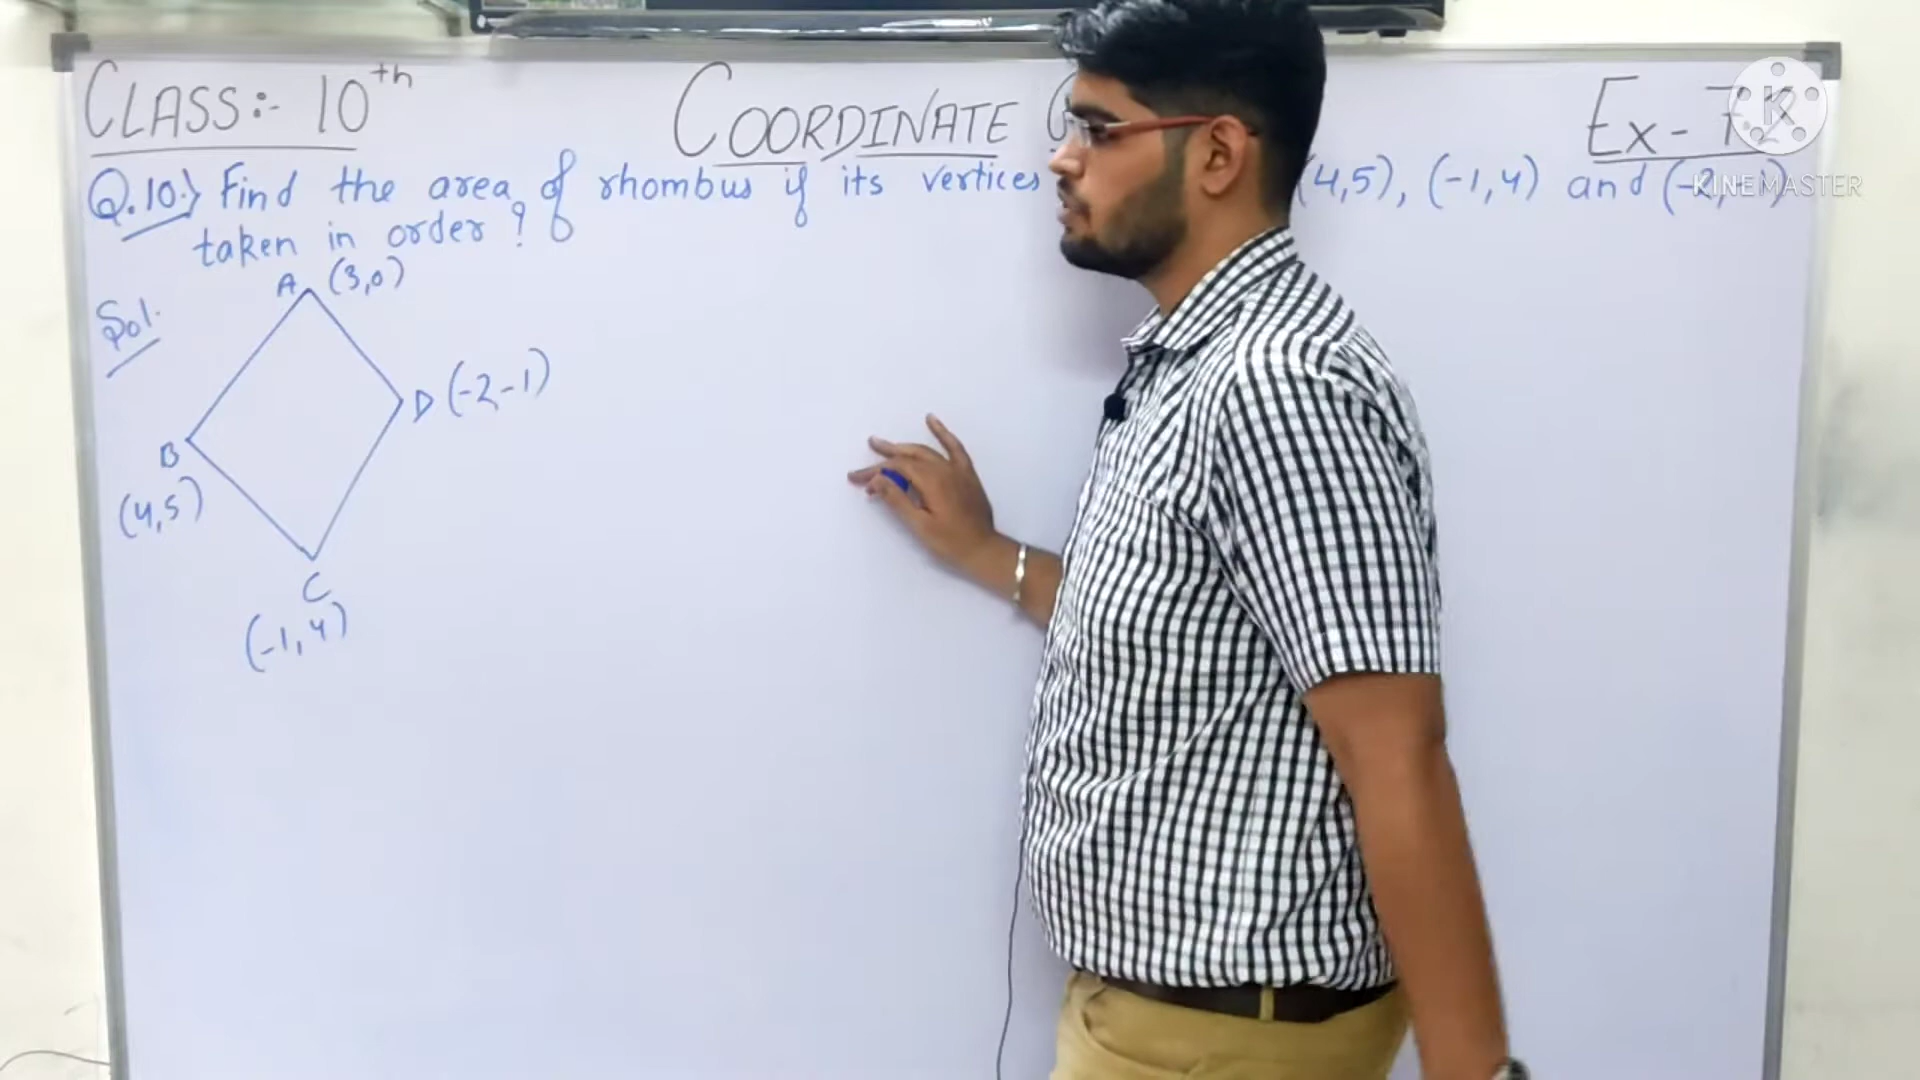 CLASS:- 10th COORDINATE Ex-7.2
Q.10:) Find the area of rhombus if its vertices (4,5), (-1,4) and (-2,-1)
taken in order ?
Sol.
A (3,0)
D (-2,-1)
B
(4,5)
C
(-1,4)
KINEMASTER